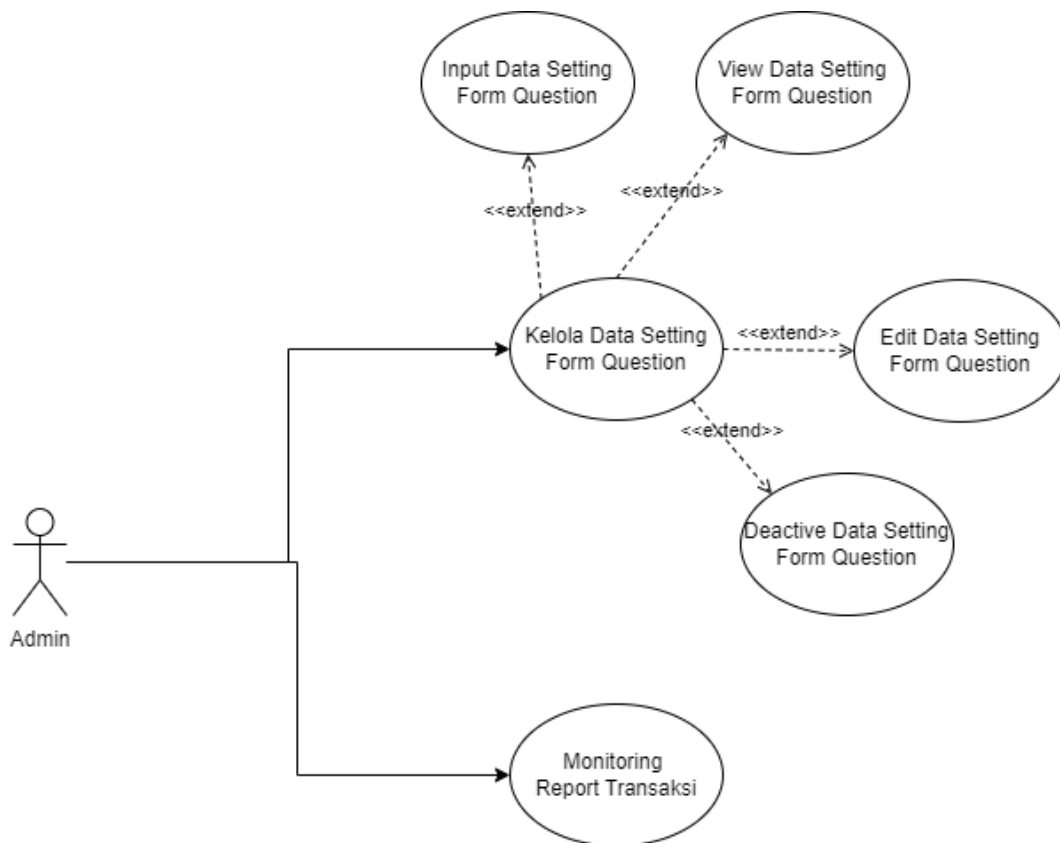 Input Data Setting
Form Question
View Data Setting
Form Question
<<extend>>
<<extend>>
Kelola Data Setting
Form Question
<<extend>>
Edit Data Setting
Form Question
<<extend>>
Deactive Data Setting
Form Question
Admin
Monitoring
Report Transaksi